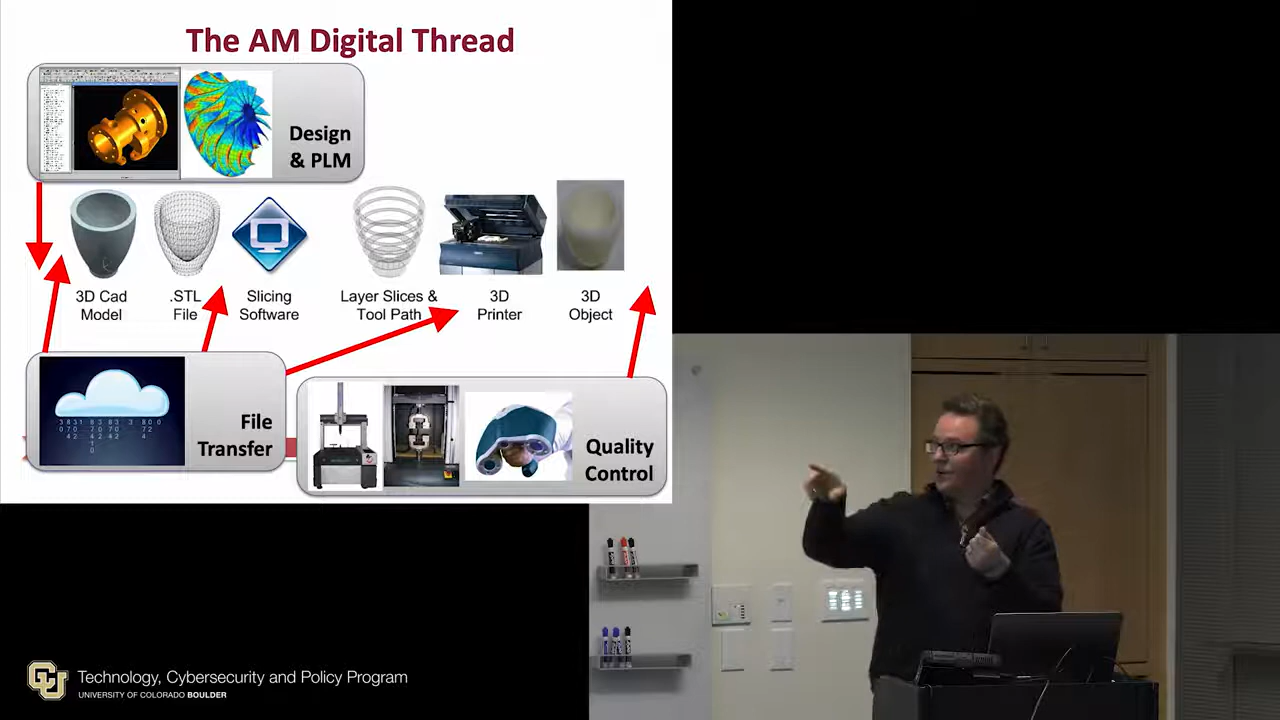 The AM Digital Thread
Design
& PLM
3D Cad
Model
.STL
File
Slicing
Software
Layer Slices &
Tool Path
3D
Printer
3D
Object
File
Transfer
Quality
Control
CU
Technology, Cybersecurity and Policy Program
UNIVERSITY OF COLORADO BOULDER